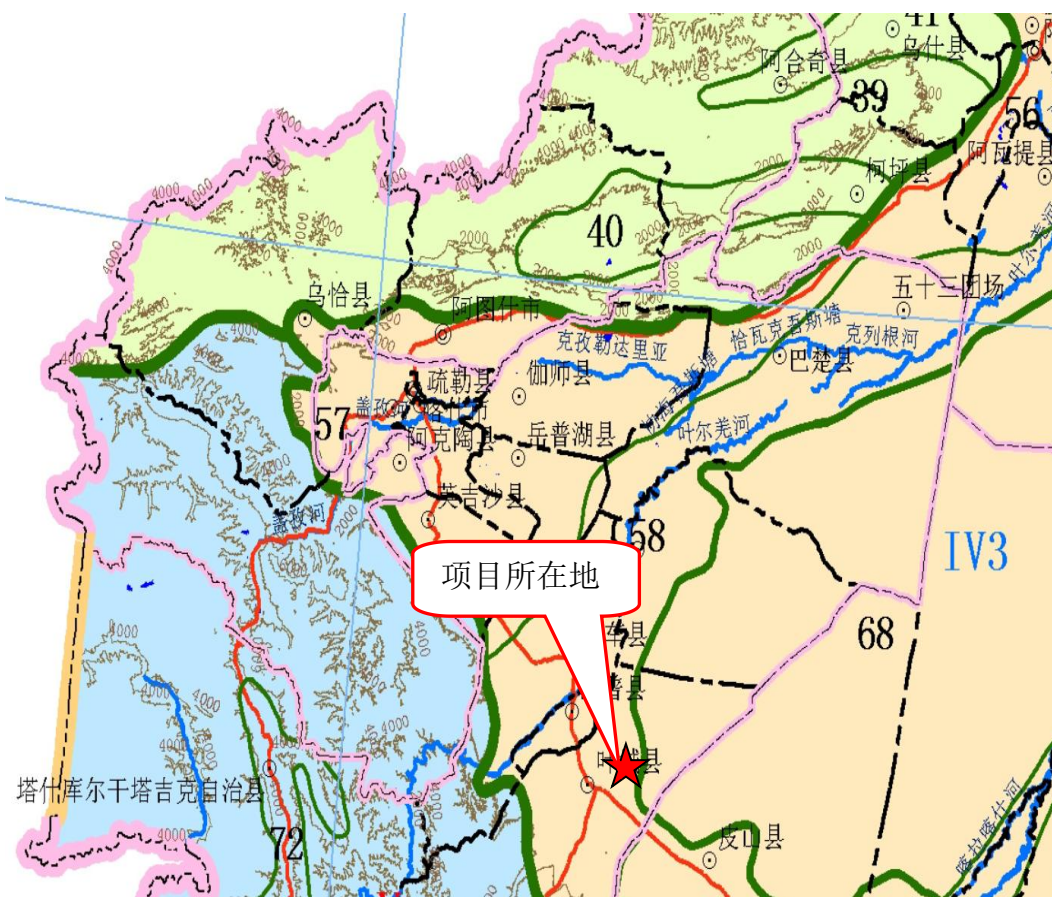 41
乌什县
阿合奇县
39
56
阿瓦提县
柯坪县
4000
2000
40
五十三团场
叶尔羌河
乌恰县
阿图什市
恰瓦克吾斯塘
克列根河
克孜勒达里亚
巴楚县
伽师县
疏勒县
57
盖孜河
喀什市
叶尔羌河
岳普湖县
阿克陶县
英吉沙县
盖孜河
58
IV3
项目所在地
车县
68
普县
叶城县
塔什库尔干塔吉克自治县
72
皮山县
喀拉喀什河